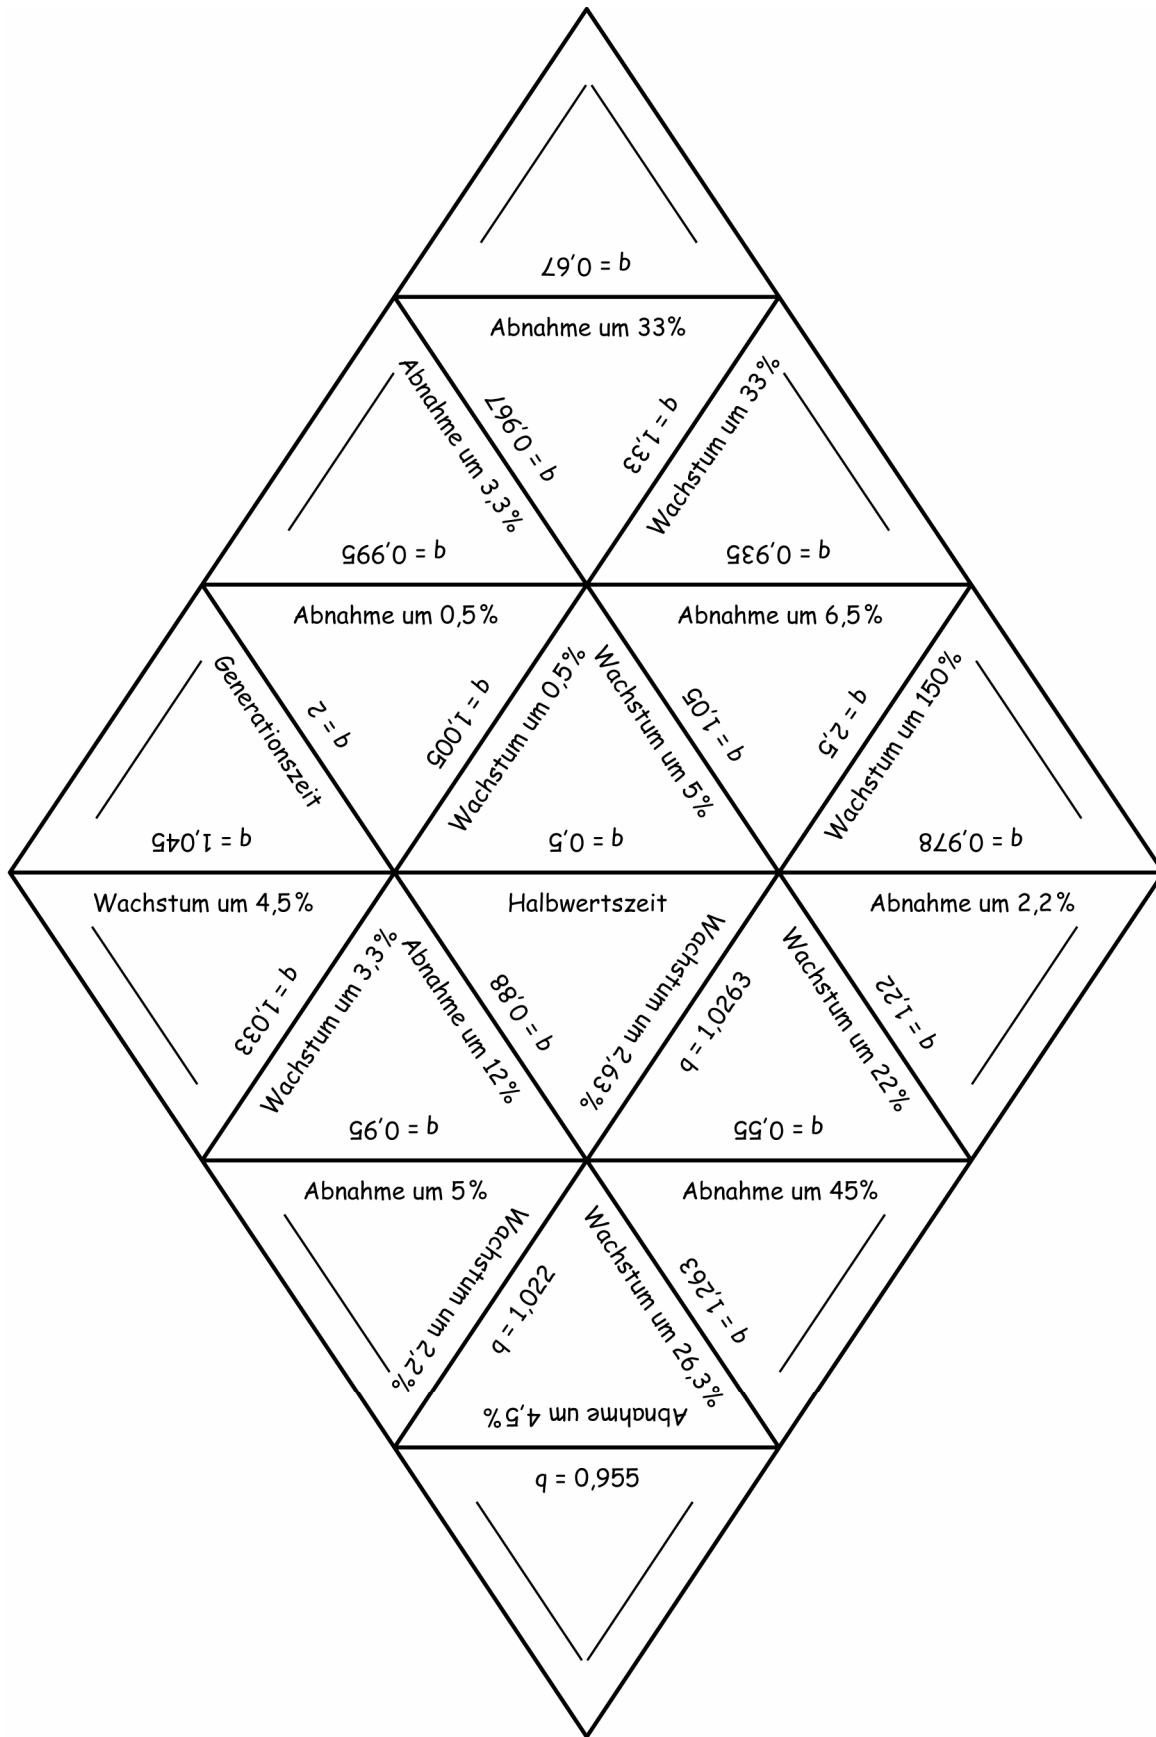 q = 0,67
Abnahme um 33%
Abnahme um 3,3%
q = 0,967
q = 1,33
Wachstum um 33%
q = 0,995
q = 0,935
Abnahme um 0,5%
Abnahme um 6,5%
Generationszeit
q = 2
q = 1,005
Wachstum um 0,5%
Wachstum um 5%
q = 1,05
q = 2,5
Wachstum um 150%
q = 1,045
q = 0,5
q = 0,978
Wachstum um 4,5%
Halbwertszeit
Abnahme um 2,2%
q = 1,033
Wachstum um 3,3%
Abnahme um 12%
q = 0,88
Wachstum um 2,63%
q = 1,0263
Wachstum um 22%
q = 1,22
q = 0,95
q = 0,55
Abnahme um 5%
Abnahme um 45%
Wachstum um 2,2%
q = 1,022
Wachstum um 26,3%
q = 1,263
Abnahme um 4,5%
q = 0,955